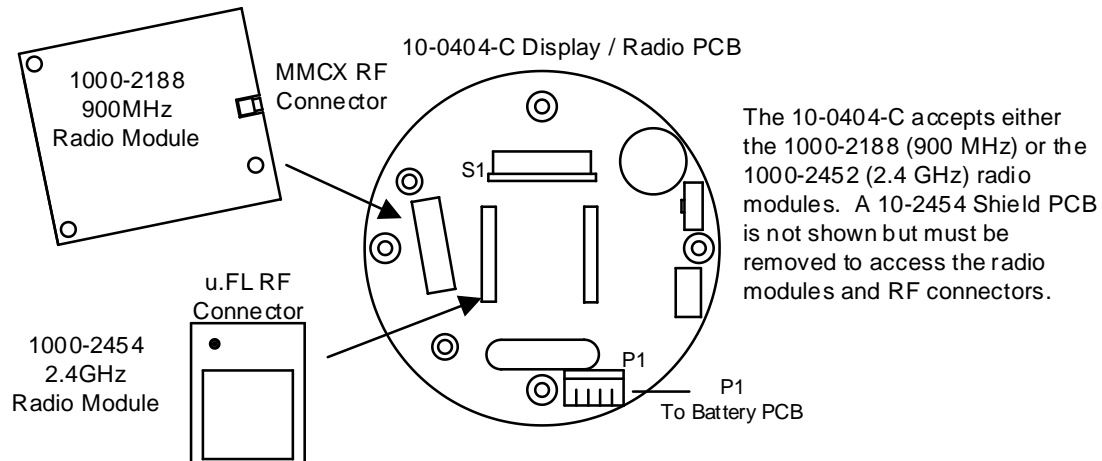 10-0404-C Display / Radio PCB
1000-2188
900MHz
Radio Module
MMCX RF
Connector
S1
The 10-0404-C accepts either
the 1000-2188 (900 MHz) or the
1000-2452 (2.4 GHz) radio
modules. A 10-2454 Shield PCB
is not shown but must be
removed to access the radio
modules and RF connectors.
u.FL RF
Connector
1000-2454
2.4GHz
Radio Module
P1
P1
To Battery PCB